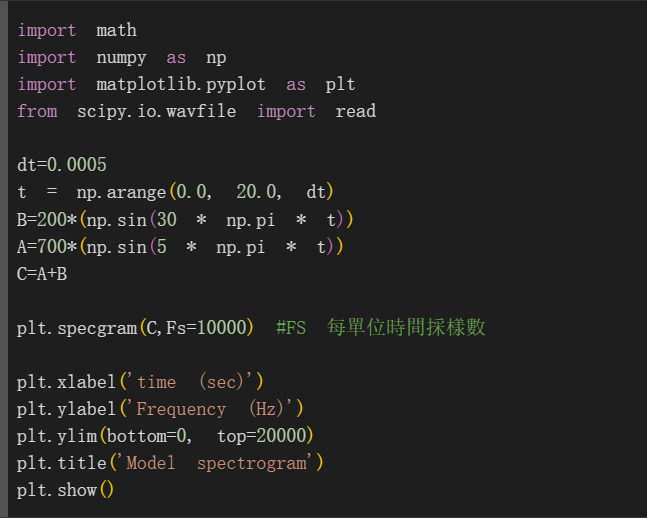 import math
import numpy as np
import matplotlib.pyplot as plt
from scipy.io.wavfile import read
dt=0.0005
t = np.arange(0.0, 20.0, dt)
B=200*(np.sin(30 * np.pi * t))
A=700*(np.sin(5 * np.pi * t))
C=A+B
plt.specgram(C,Fs=10000) #FS 每單位時間採樣數
plt.xlabel('time (sec)')
plt.ylabel('Frequency (Hz)')
plt.ylim(bottom=0, top=20000)
plt.title('Model spectrogram')
plt.show()